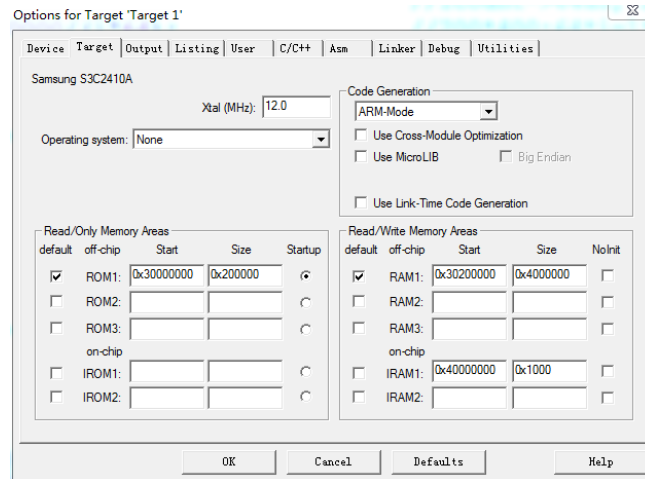 Options for Target 'Target 1'
Device Target Output Listing User C/C++ Asm Linker Debug Utilities
Samsung S3C2410A
Xtal (MHz): 12.0
Operating system: None
Code Generation
ARM-Mode
Use Cross-Module Optimization
Use MicroLIB Big Endian
Use Link-Time Code Generation
Read/Only Memory Areas
default off-chip Start Size Startup
ROM1: 0x30000000 0x200000
ROM2:
ROM3:
on-chip
IROM1:
IROM2:
Read/Write Memory Areas
default off-chip Start Size NoInit
RAM1: 0x30200000 0x4000000
RAM2:
RAM3:
on-chip
IRAM1: 0x40000000 0x1000
IRAM2:
OK Cancel Defaults Help